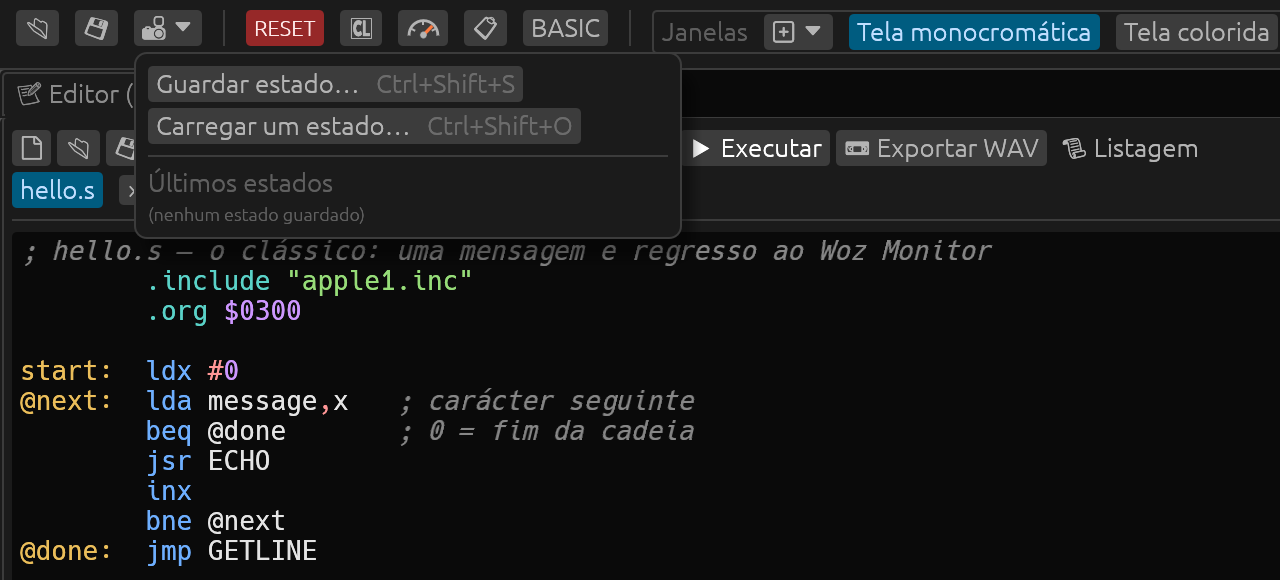 RESET CL BASIC Janelas Tela monocromática Tela colorida
Guardar estado... Ctrl+Shift+S
Editor (
Carregar um estado... Ctrl+Shift+O
Executar Exportar WAV Listagem
Últimos estados
hello.s ×
(nenhum estado guardado)
; hello.s — o clássico: uma mensagem e regresso ao Woz Monitor
.include "apple1.inc"
.org $0300
start: ldx #0
@next: lda message,x ; carácter seguinte
beq @done ; 0 = fim da cadeia
jsr ECHO
inx
bne @next
@done: jmp GETLINE